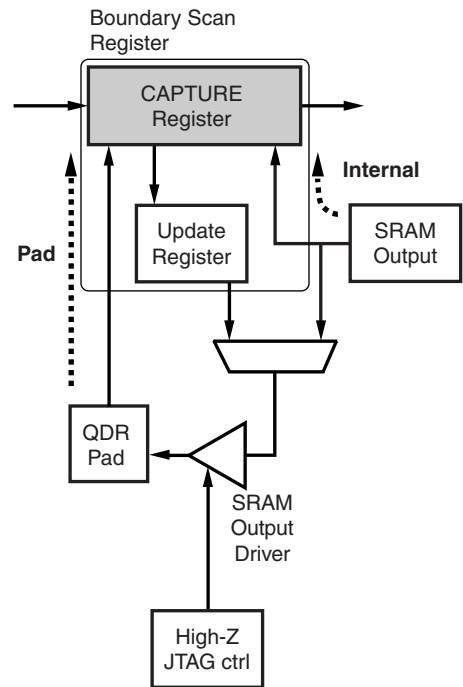 Boundary Scan
Register
CAPTURE
Register
Internal
Update
Register
SRAM
Output
Pad
QDR
Pad
SRAM
Output
Driver
High-Z
JTAG ctrl